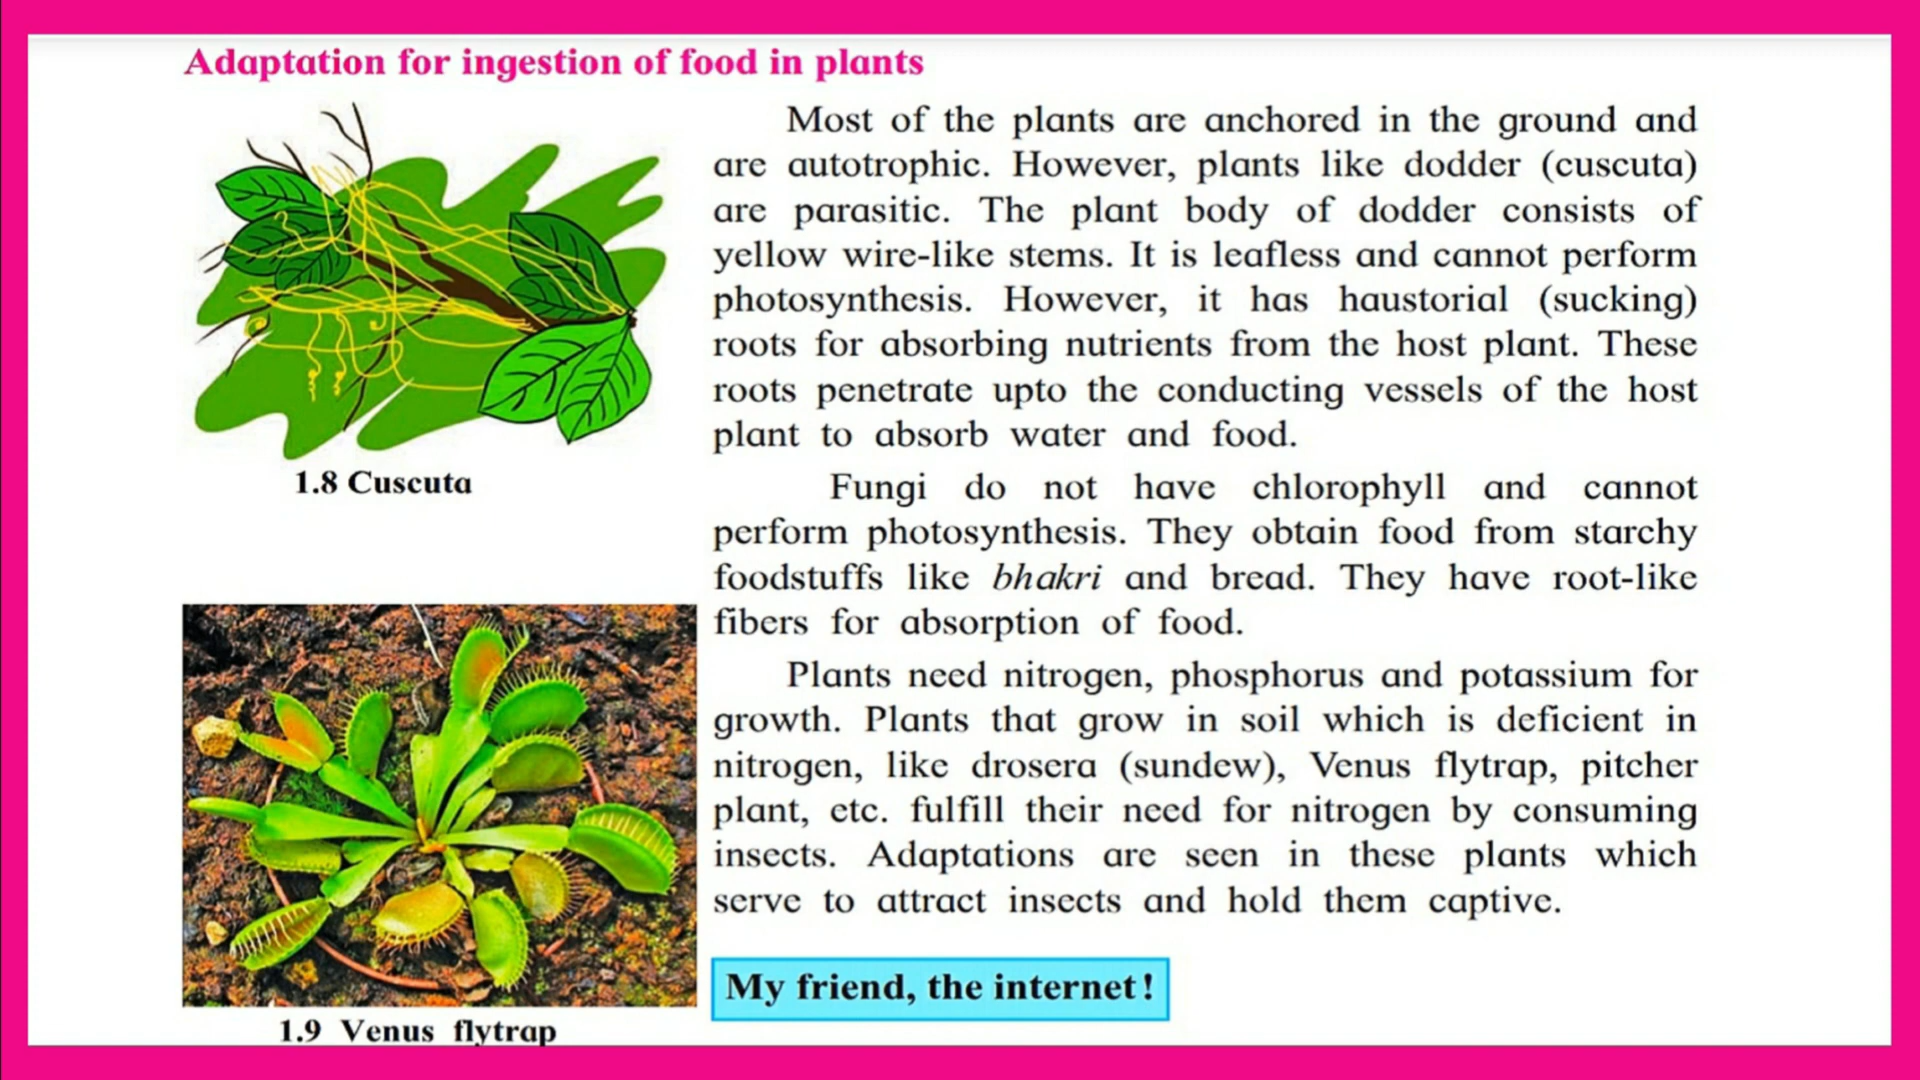 Adaptation for ingestion of food in plants
Most of the plants are anchored in the ground and
are autotrophic. However, plants like dodder (cuscuta)
are parasitic. The plant body of dodder consists of
yellow wire-like stems. It is leafless and cannot perform
photosynthesis. However, it has haustorial (sucking)
roots for absorbing nutrients from the host plant. These
roots penetrate upto the conducting vessels of the host
plant to absorb water and food.
1.8 Cuscuta
Fungi do not have chlorophyll and cannot
perform photosynthesis. They obtain food from starchy
foodstuffs like bhakri and bread. They have root-like
fibers for absorption of food.
Plants need nitrogen, phosphorus and potassium for
growth. Plants that grow in soil which is deficient in
nitrogen, like drosera (sundew), Venus flytrap, pitcher
plant, etc. fulfill their need for nitrogen by consuming
insects. Adaptations are seen in these plants which
serve to attract insects and hold them captive.
My friend, the internet!
1.9 Venus flytrap